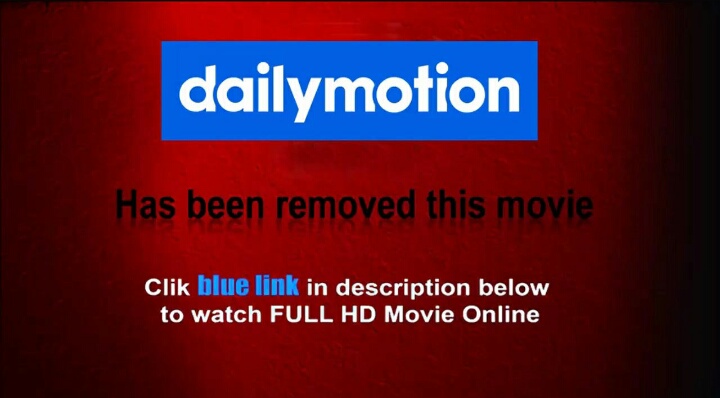 dailymotion
Has been removed this movie
Clik blue link in description below
to watch FULL HD Movie Online